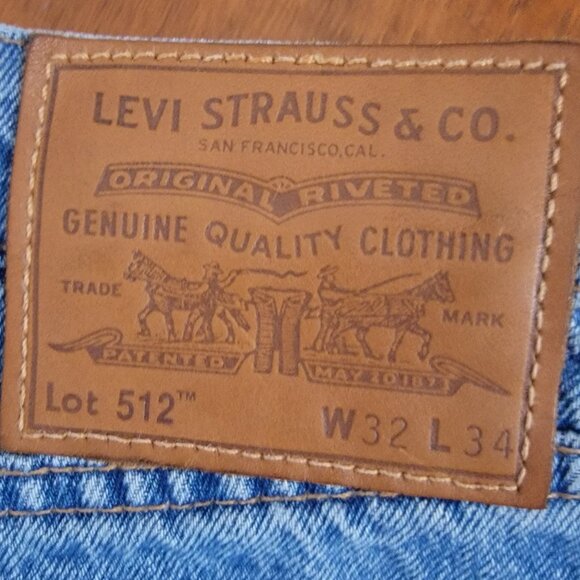 LEVI STRAUSS & CO.
SAN FRANCISCO, CAL.
ORIGINAL RIVETED
GENUINE QUALITY CLOTHING
TRADE MARK
PATENTED MAY 20 1873
Lot 512™ W32 L34